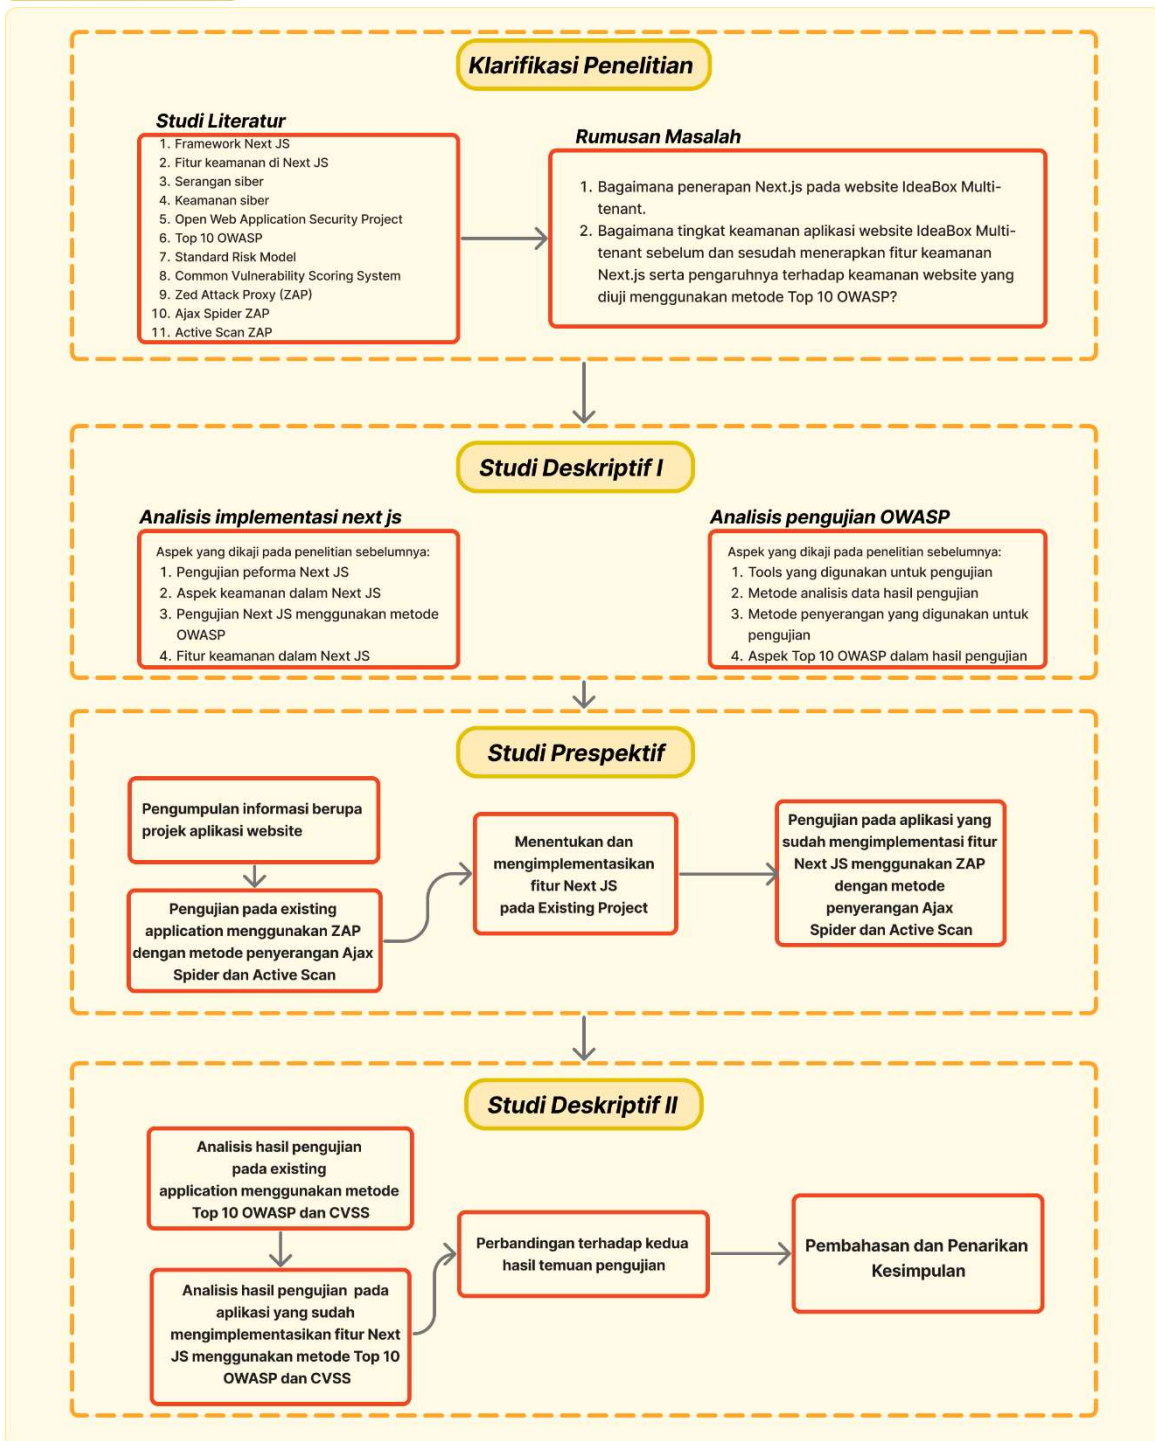 Klarifikasi Penelitian
Studi Literatur
1. Framework Next JS
2. Fitur keamanan di Next JS
3. Serangan siber
4. Keamanan siber
5. Open Web Application Security Project
6. Top 10 OWASP
7. Standard Risk Model
8. Common Vulnerability Scoring System
9. Zed Attack Proxy (ZAP)
10. Ajax Spider ZAP
11. Active Scan ZAP
Rumusan Masalah
1. Bagaimana penerapan Next.js pada website IdeaBox Multi-
tenant.
2. Bagaimana tingkat keamanan aplikasi website IdeaBox Multi-
tenant sebelum dan sesudah menerapkan fitur keamanan
Next.js serta pengaruhnya terhadap keamanan website yang
diuji menggunakan metode Top 10 OWASP?
Studi Deskriptif I
Analisis implementasi next js
Aspek yang dikaji pada penelitian sebelumnya:
1. Pengujian peforma Next JS
2. Aspek keamanan dalam Next JS
3. Pengujian Next JS menggunakan metode
OWASP
4. Fitur keamanan dalam Next JS
Analisis pengujian OWASP
Aspek yang dikaji pada penelitian sebelumnya:
1. Tools yang digunakan untuk pengujian
2. Metode analisis data hasil pengujian
3. Metode penyerangan yang digunakan untuk
pengujian
4. Aspek Top 10 OWASP dalam hasil pengujian
Studi Prespektif
Pengumpulan informasi berupa
projek aplikasi website
Pengujian pada existing
application menggunakan ZAP
dengan metode penyerangan Ajax
Spider dan Active Scan
Menentukan dan
mengimplementasikan
fitur Next JS
pada Existing Project
Pengujian pada aplikasi yang
sudah mengimplementasi fitur
Next JS menggunakan ZAP
dengan metode
penyerangan Ajax
Spider dan Active Scan
Studi Deskriptif II
Analisis hasil pengujian
pada existing
application menggunakan metode
Top 10 OWASP dan CVSS
Analisis hasil pengujian pada
aplikasi yang sudah
mengimplementasikan fitur Next
JS menggunakan metode Top 10
OWASP dan CVSS
Perbandingan terhadap kedua
hasil temuan pengujian
Pembahasan dan Penarikan
Kesimpulan